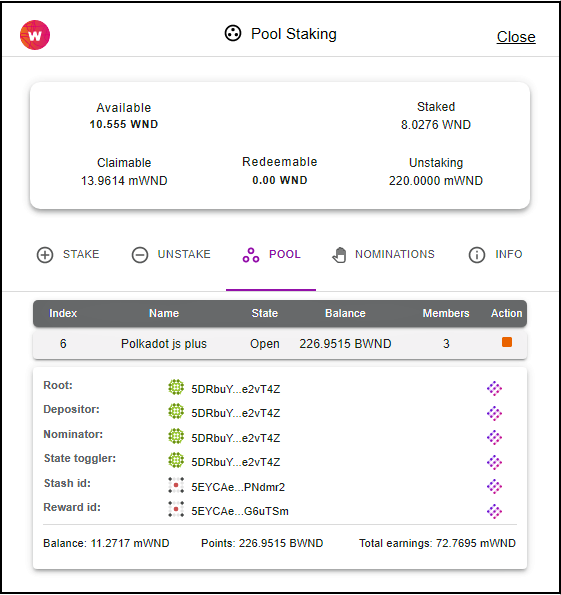 w Pool Staking Close
Available Staked
10.555 WND 8.0276 WND
Claimable Redeemable Unstaking
13.9614 mWND 0.00 WND 220.0000 mWND
STAKE UNSTAKE POOL NOMINATIONS INFO
Index Name State Balance Members Action
6 Polkadot js plus Open 226.9515 BWND 3
Root: 5DRbuY...e2vT4Z
Depositor: 5DRbuY...e2vT4Z
Nominator: 5DRbuY...e2vT4Z
State toggler: 5DRbuY...e2vT4Z
Stash id: 5EYCAe...PNdmr2
Reward id: 5EYCAe...G6uTSm
Balance: 11.2717 mWND Points: 226.9515 BWND Total earnings: 72.7695 mWND